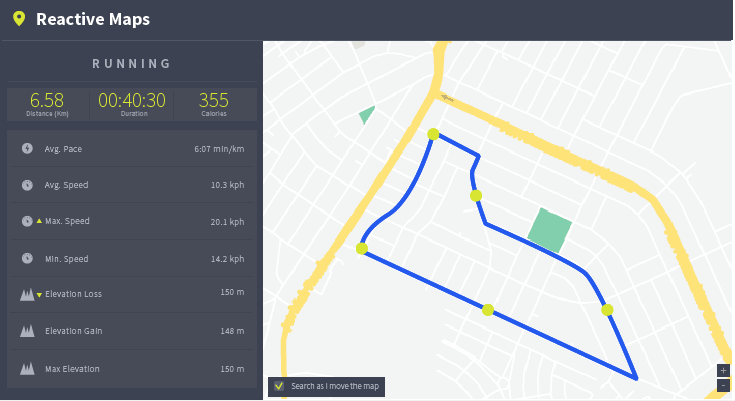 Reactive Maps
RUNNING
6.58 00:40:30 355
Distance (Km) Duration Calories
Avg. Pace 6:07 min/km
Avg. Speed 10.3 kph
Max. Speed 20.1 kph
Min. Speed 14.2 kph
Elevation Loss 150 m
Elevation Gain 148 m
Max Elevation 150 m
Search as I move the map
+
-